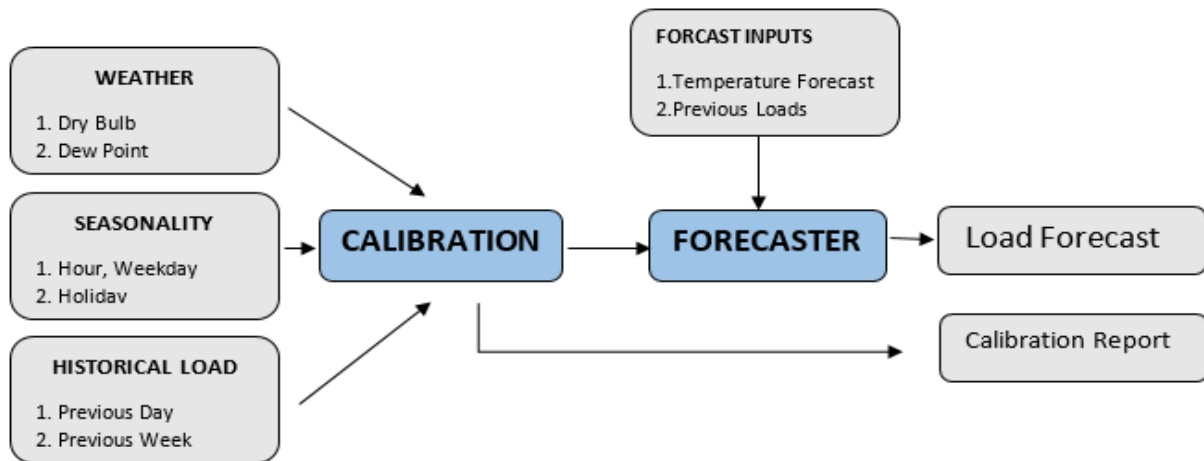 WEATHER
1. Dry Bulb
2. Dew Point
SEASONALITY
1. Hour, Weekday
2. Holidav
HISTORICAL LOAD
1. Previous Day
2. Previous Week
CALIBRATION
FORCAST INPUTS
1.Temperature Forecast
2.Previous Loads
FORECASTER
Load Forecast
Calibration Report